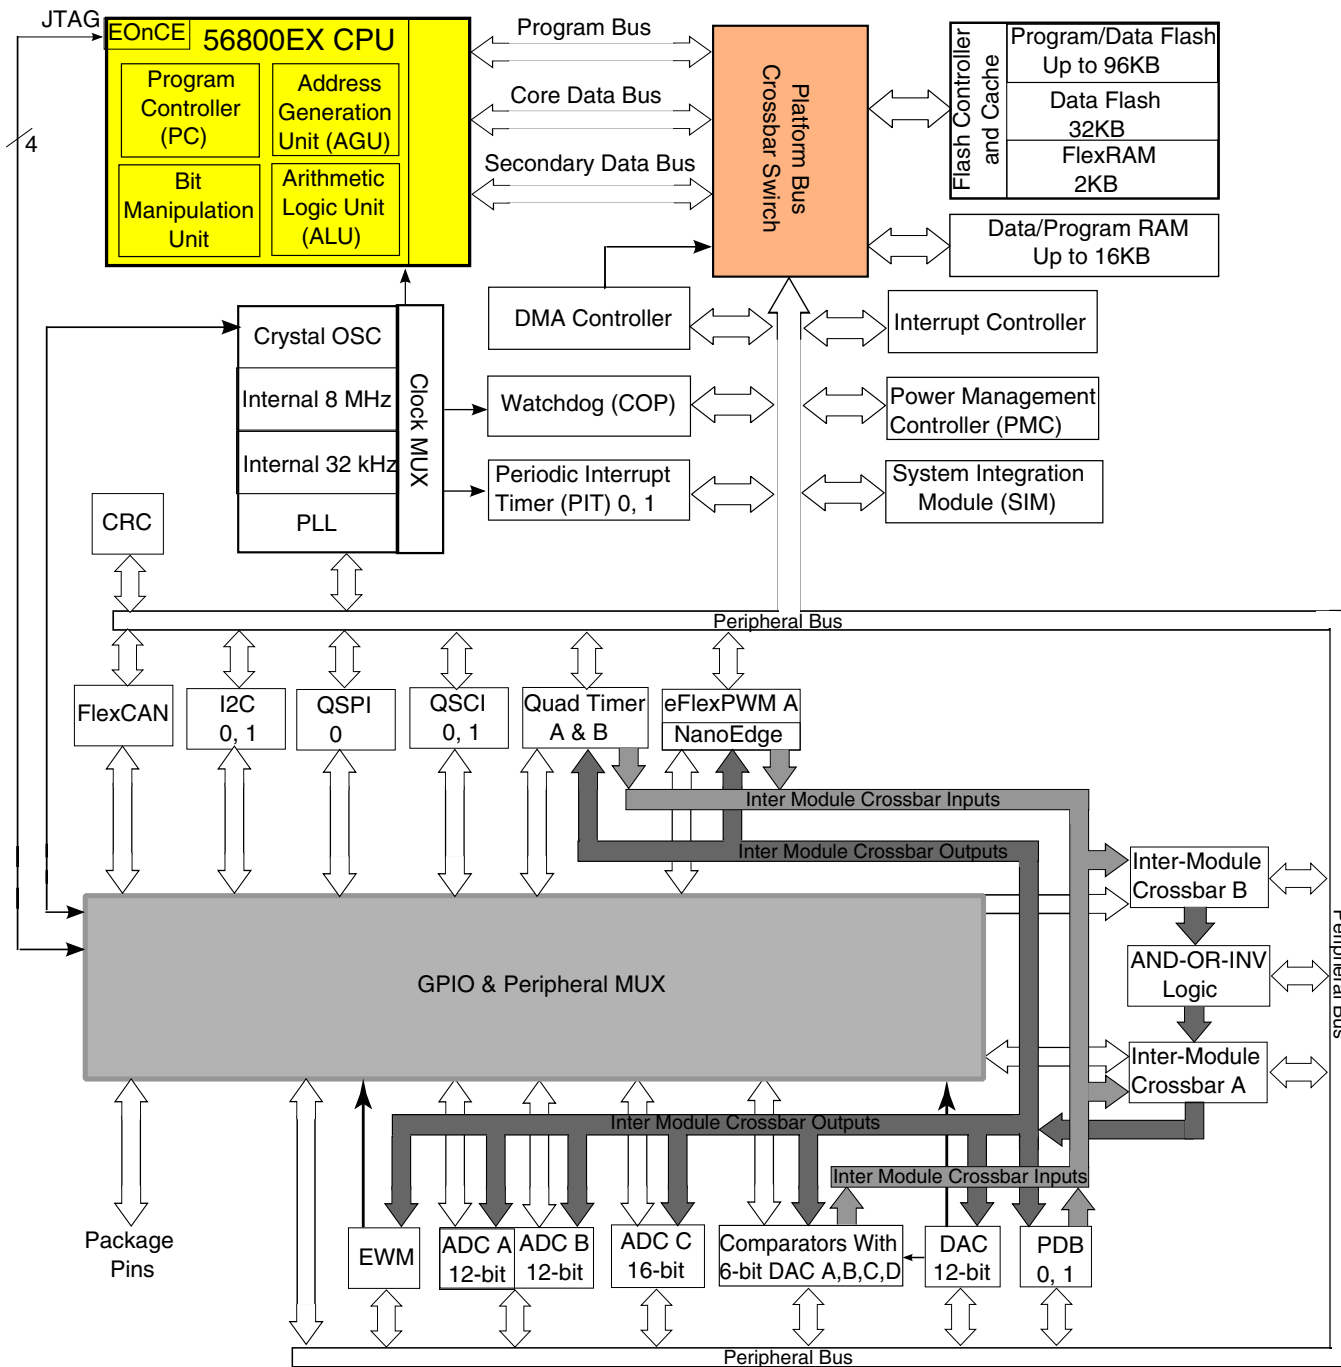 JTAG
EOnCE
56800EX CPU
Program
Controller
(PC)
Address
Generation
Unit (AGU)
Bit
Manipulation
Unit
Arithmetic
Logic Unit
(ALU)
4
Program Bus
Core Data Bus
Secondary Data Bus
Platform Bus
Crossbar Swirch
Flash Controller
and Cache
Program/Data Flash
Up to 96KB
Data Flash
32KB
FlexRAM
2KB
Data/Program RAM
Up to 16KB
DMA Controller
Interrupt Controller
Crystal OSC
Internal 8 MHz
Internal 32 kHz
PLL
Clock MUX
Watchdog (COP)
Power Management
Controller (PMC)
Periodic Interrupt
Timer (PIT) 0, 1
System Integration
Module (SIM)
CRC
Peripheral Bus
FlexCAN
I2C
0, 1
QSPI
0
QSCI
0, 1
Quad Timer
A & B
eFlexPWM A
NanoEdge
Inter Module Crossbar Inputs
Inter Module Crossbar Outputs
Inter-Module
Crossbar B
AND-OR-INV
Logic
Inter-Module
Crossbar A
Peripheral Bus
GPIO & Peripheral MUX
Inter Module Crossbar Outputs
Inter Module Crossbar Inputs
Package
Pins
EWM
ADC A
12-bit
ADC B
12-bit
ADC C
16-bit
Comparators With
6-bit DAC A,B,C,D
DAC
12-bit
PDB
0, 1
Peripheral Bus